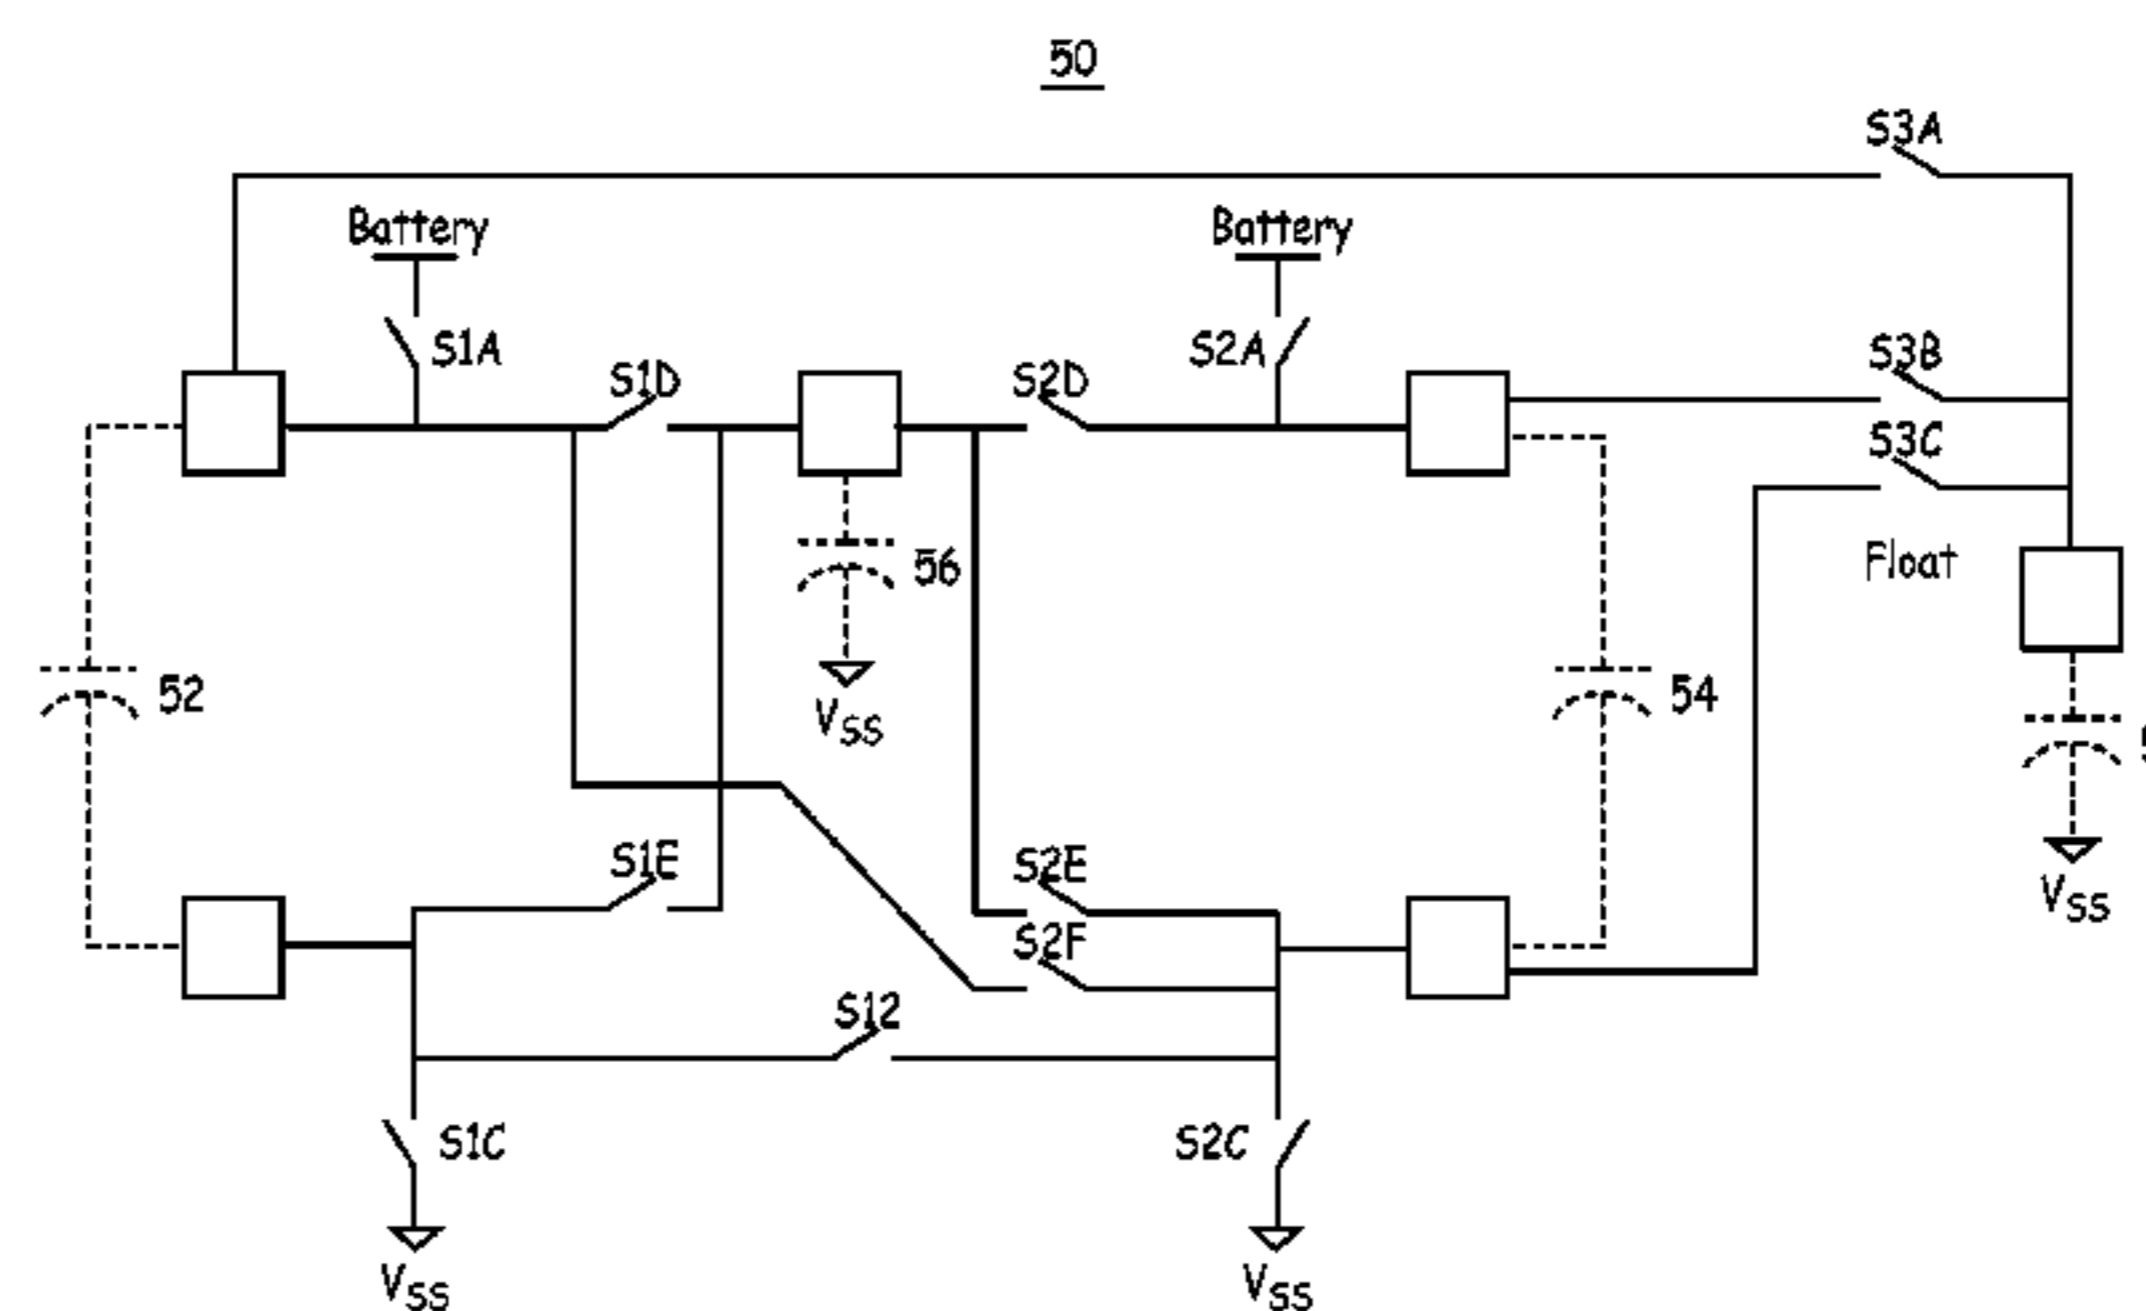 50
S3A
Battery
Battery
S1A
S2A
S1D
S2D
S3B
S3C
56
Float
52
54
VSS
S1E
S2E
VSS
S2F
S12
S1C
S2C
VSS
VSS